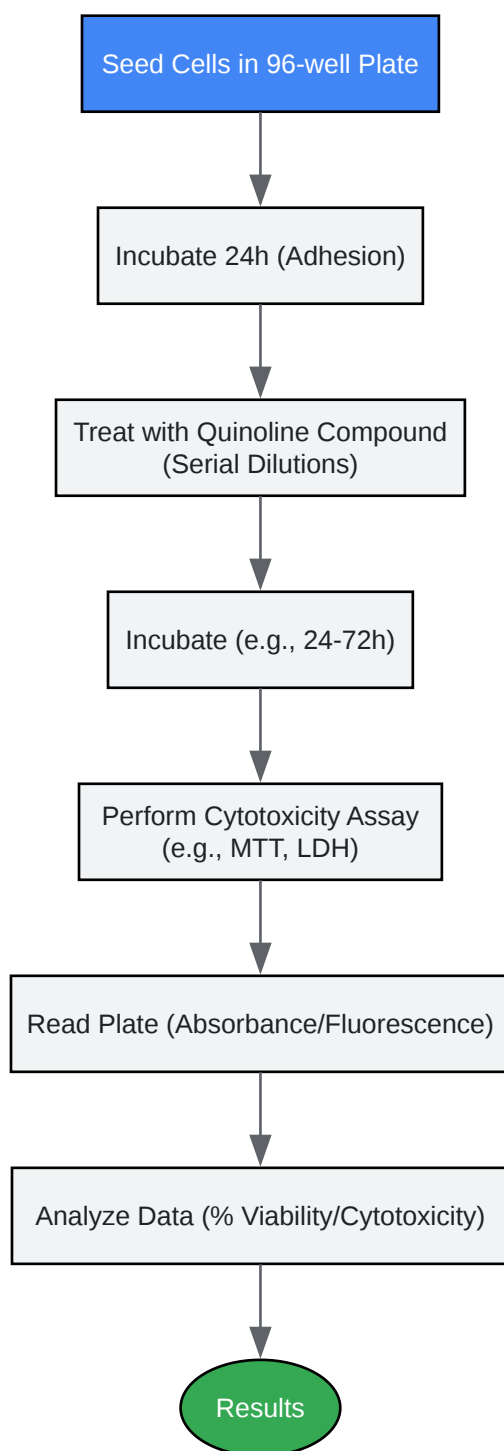 Seed Cells in 96-well Plate
Incubate 24h (Adhesion)
Treat with Quinoline Compound
(Serial Dilutions)
Incubate (e.g., 24-72h)
Perform Cytotoxicity Assay
(e.g., MTT, LDH)
Read Plate (Absorbance/Fluorescence)
Analyze Data (% Viability/Cytotoxicity)
Results